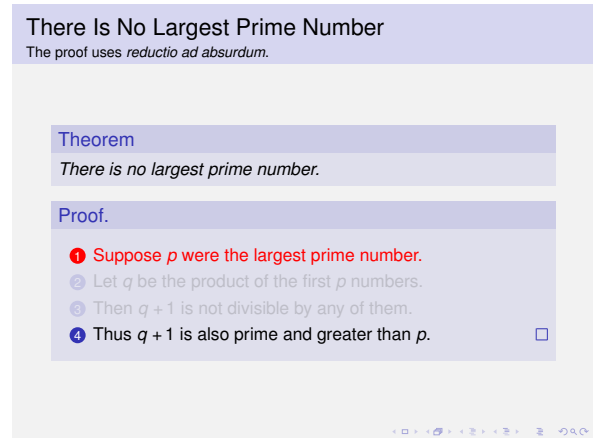 There Is No Largest Prime Number
The proof uses reductio ad absurdum.
Theorem
There is no largest prime number.
Proof.
1 Suppose p were the largest prime number.
2 Let q be the product of the first p numbers.
3 Then q + 1 is not divisible by any of them.
4 Thus q + 1 is also prime and greater than p. □